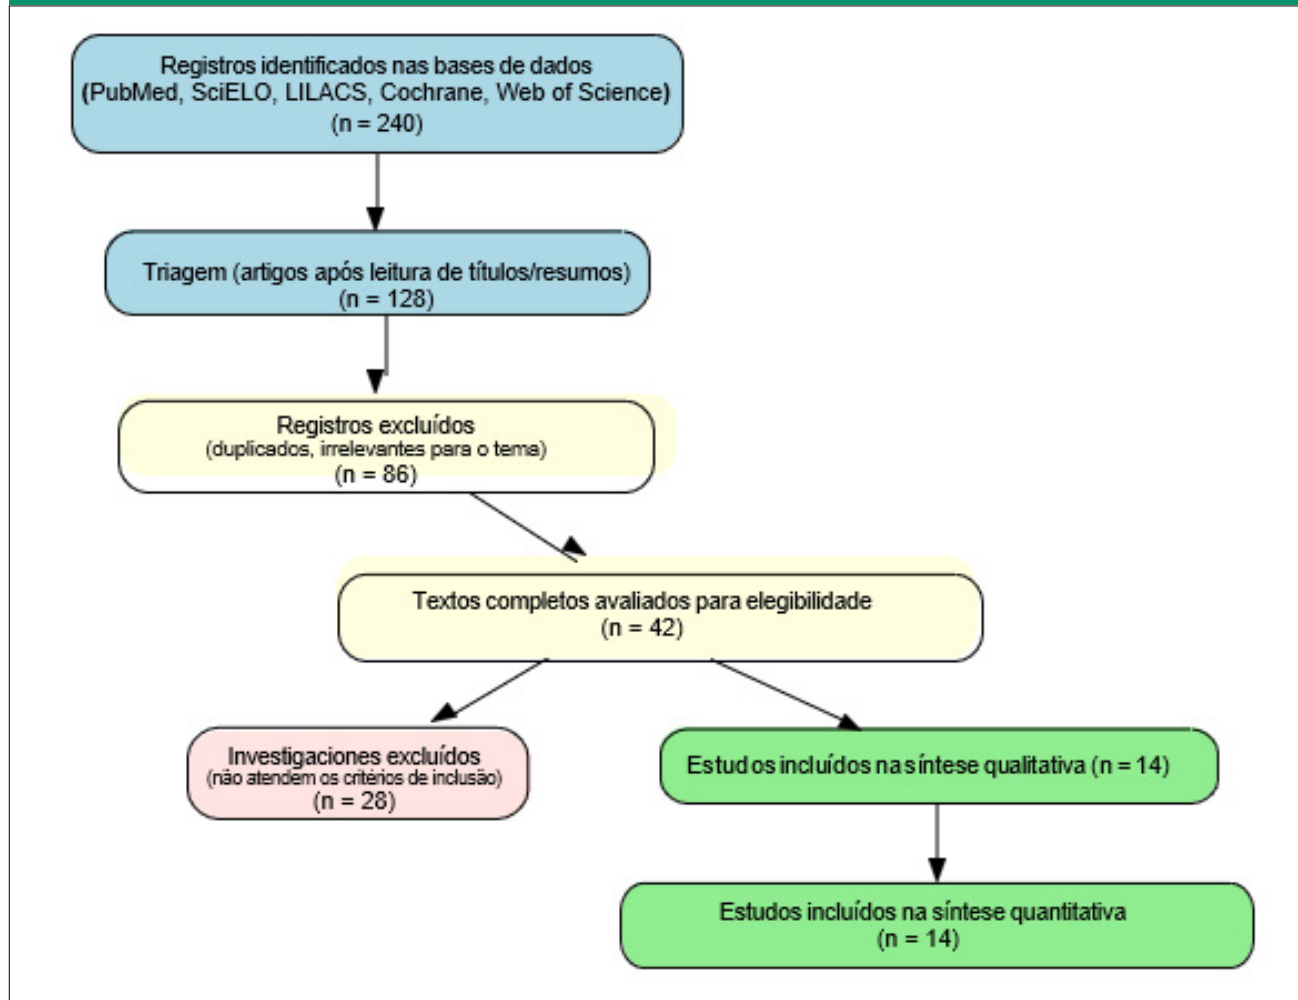 Registros identificados nas bases de dados
(PubMed, SciELO, LILACS, Cochrane, Web of Science)
(n = 240)
Triagem (artigos após leitura de títulos/resumos)
(n = 128)
Registros excluídos
(duplicados, irrelevantes para o tema)
(n = 86)
Textos completos avaliados para elegibilidade
(n = 42)
Investigaciones excluídos
(não atendem os critérios de inclusão)
(n = 28)
Estudos incluídos na síntese qualitativa (n = 14)
Estudos incluídos na síntese quantitativa
(n = 14)